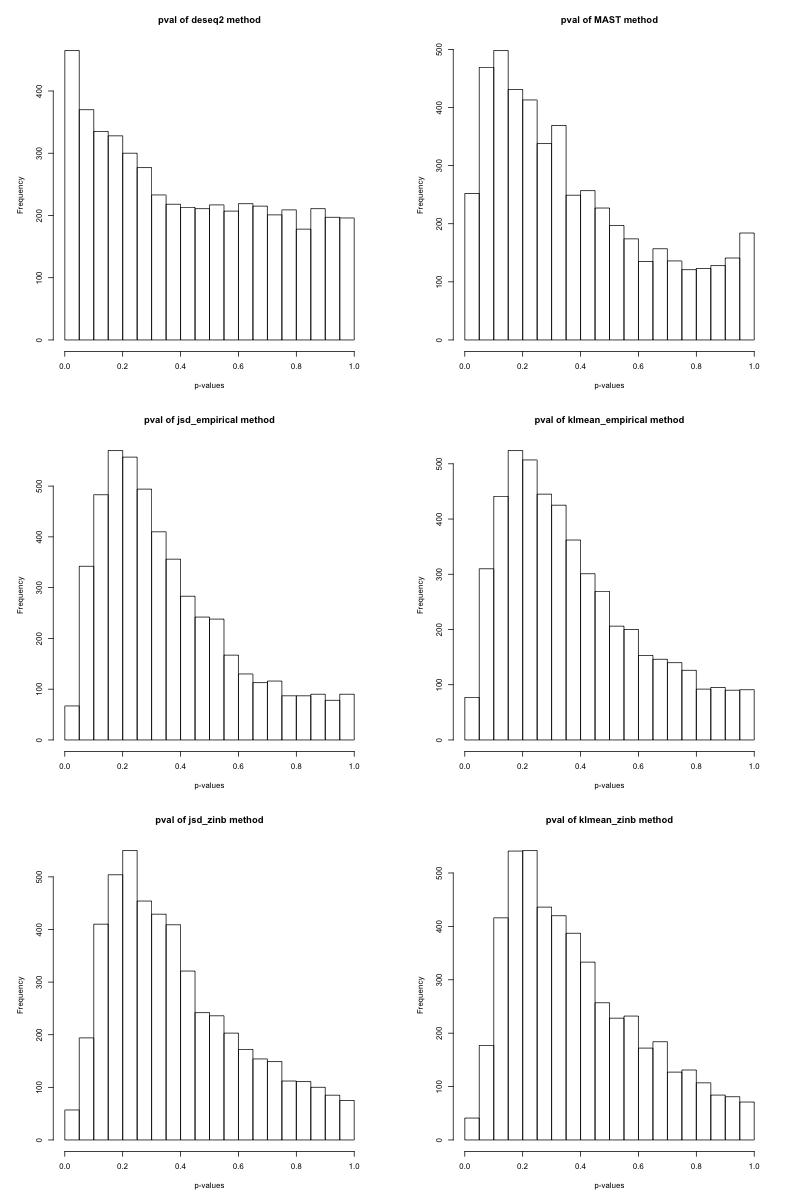 pval of deseq2 method
Frequency
0 100 200 300 400
0.0 0.2 0.4 0.6 0.8 1.0
p-values
pval of MAST method
Frequency
0 100 200 300 400 500
0.0 0.2 0.4 0.6 0.8 1.0
p-values
pval of jsd_empirical method
Frequency
0 100 200 300 400 500
0.0 0.2 0.4 0.6 0.8 1.0
p-values
pval of klmean_empirical method
Frequency
0 100 200 300 400 500
0.0 0.2 0.4 0.6 0.8 1.0
p-values
pval of jsd_zinb method
Frequency
0 100 200 300 400 500
0.0 0.2 0.4 0.6 0.8 1.0
p-values
pval of klmean_zinb method
Frequency
0 100 200 300 400 500
0.0 0.2 0.4 0.6 0.8 1.0
p-values